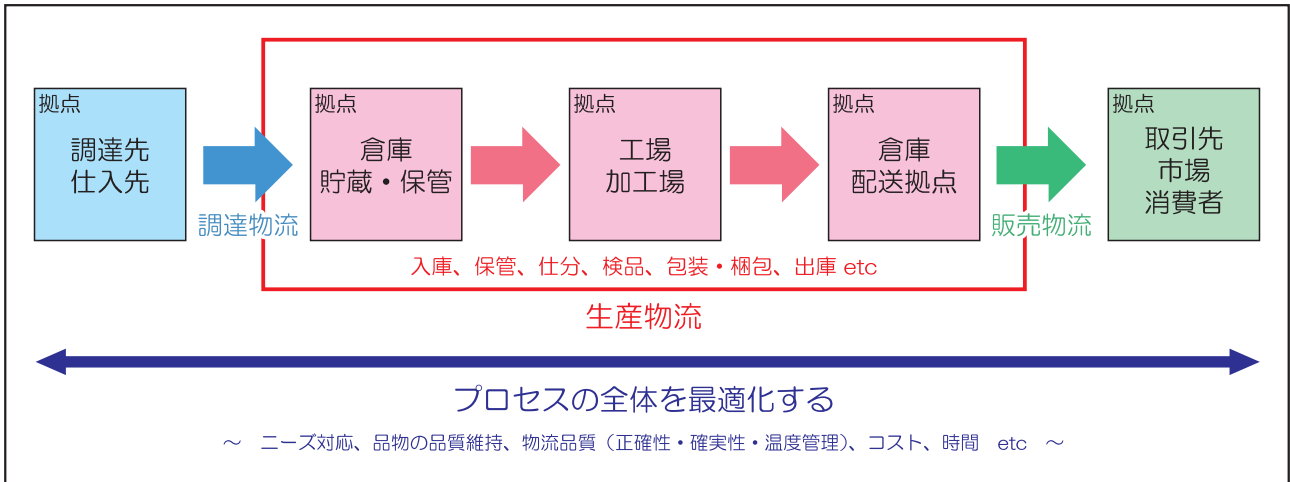 拠点
調達先
仕入先
調達物流
拠点
倉庫
貯蔵・保管
拠点
工場
加工場
拠点
倉庫
配送拠点
販売物流
拠点
取引先
市場
消費者
入庫、保管、仕分、検品、包装・梱包、出庫 etc
生産物流
プロセスの全体を最適化する
～　ニーズ対応、品物の品質維持、物流品質（正確性・確実性・温度管理）、コスト、時間　etc　～